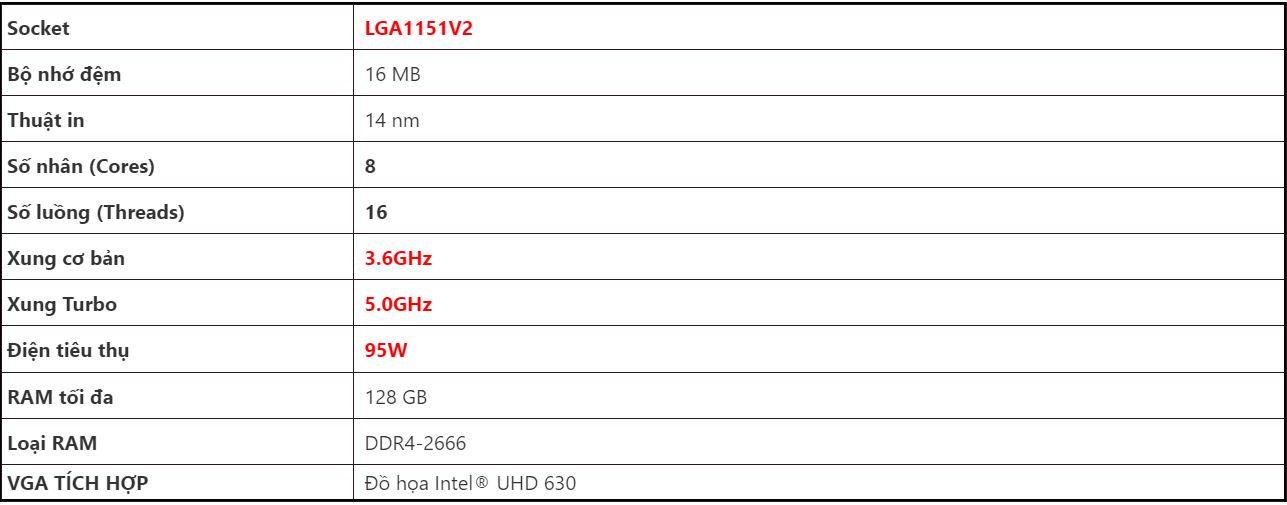 Socket LGA1151V2
Bộ nhớ đệm 16 MB
Thuật in 14 nm
Số nhân (Cores) 8
Số luồng (Threads) 16
Xung cơ bản 3.6GHz
Xung Turbo 5.0GHz
Điện tiêu thụ 95W
RAM tối đa 128 GB
Loại RAM DDR4-2666
VGA TÍCH HỢP Đồ họa Intel® UHD 630